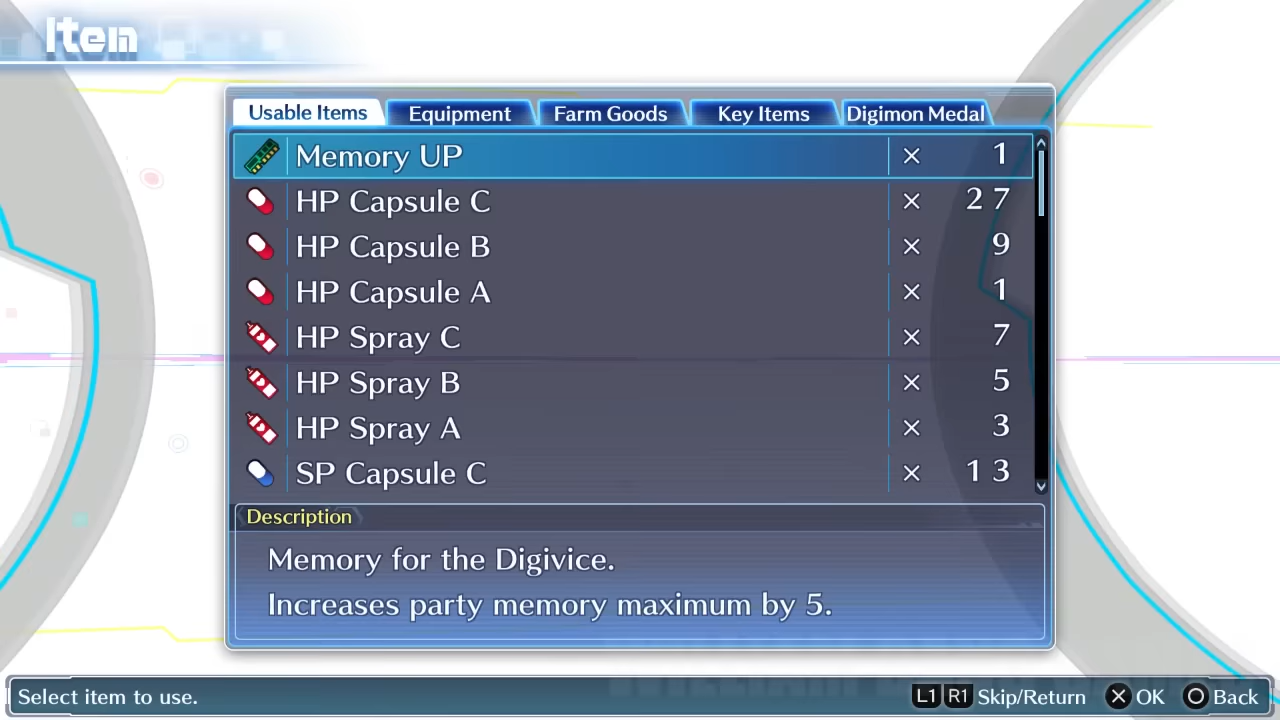 Item
Usable Items Equipment Farm Goods Key Items Digimon Medal
Memory UP × 1
HP Capsule C × 27
HP Capsule B × 9
HP Capsule A × 1
HP Spray C × 7
HP Spray B × 5
HP Spray A × 3
SP Capsule C × 13
Description
Memory for the Digivice.
Increases party memory maximum by 5.
Select item to use. L1 R1 Skip/Return OK Back